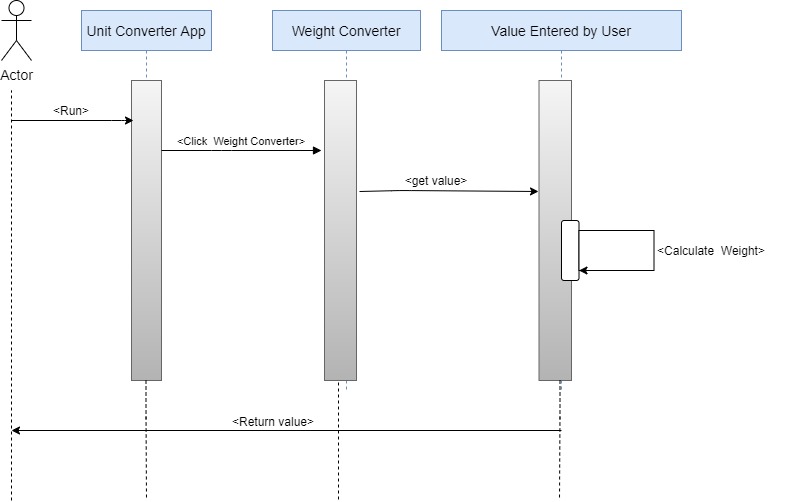 Unit Converter App
Weight Converter
Value Entered by User
Actor
<Run>
<Click  Weight Converter>
<get value>
<Calculate  Weight>
<Return value>